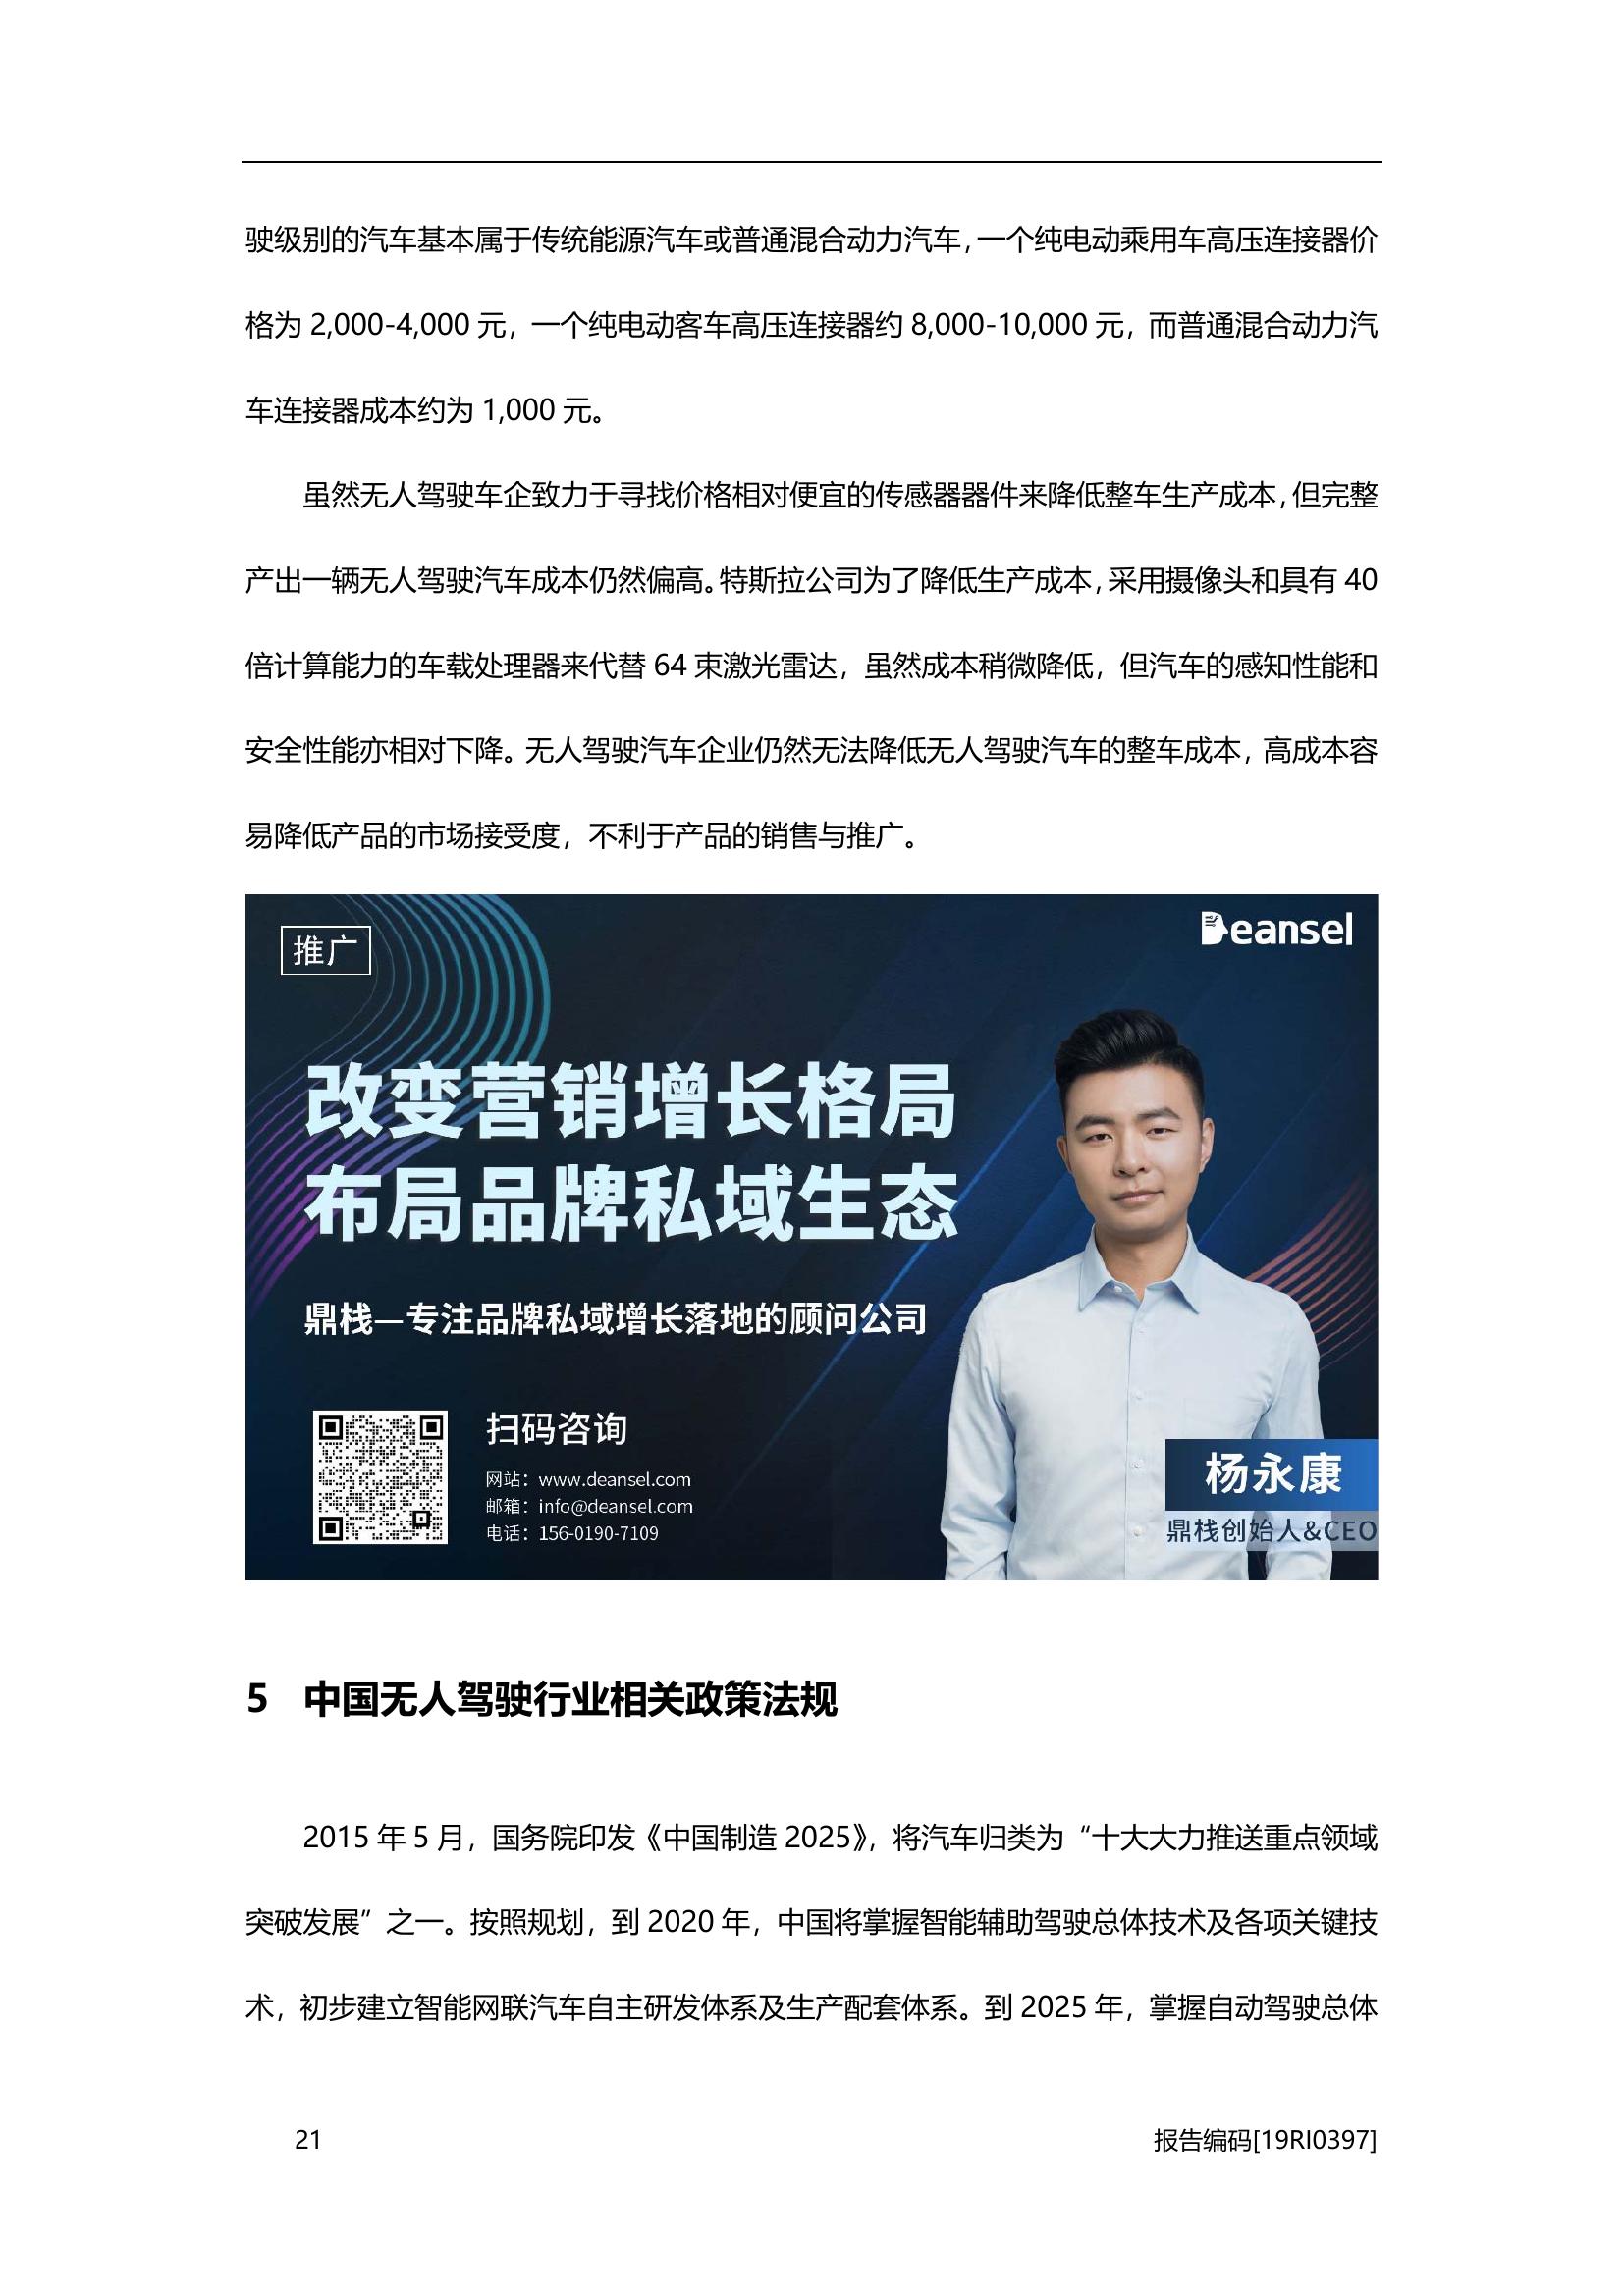 驶级别的汽车基本属于传统能源汽车或普通混合动力汽车，一个纯电动乘用车高压连接器价
格为 2,000-4,000 元，一个纯电动客车高压连接器约 8,000-10,000 元，而普通混合动力汽
车连接器成本约为 1,000 元。
虽然无人驾驶车企致力于寻找价格相对便宜的传感器器件来降低整车生产成本，但完整
产出一辆无人驾驶汽车成本仍然偏高。特斯拉公司为了降低生产成本，采用摄像头和具有 40
倍计算能力的车载处理器来代替 64 束激光雷达，虽然成本稍微降低，但汽车的感知性能和
安全性能亦相对下降。无人驾驶汽车企业仍然无法降低无人驾驶汽车的整车成本，高成本容
易降低产品的市场接受度，不利于产品的销售与推广。
推广
Deansel
改变营销增长格局
布局品牌私域生态
鼎栈—专注品牌私域增长落地的顾问公司
扫码咨询
网站：www.deansel.com
邮箱：info@deansel.com
电话：156-0190-7109
杨永康
鼎栈创始人&CEO
5 中国无人驾驶行业相关政策法规
2015 年 5 月，国务院印发《中国制造 2025》，将汽车归类为“十大大力推送重点领域
突破发展”之一。按照规划，到 2020 年，中国将掌握智能辅助驾驶总体技术及各项关键技
术，初步建立智能网联汽车自主研发体系及生产配套体系。到 2025 年，掌握自动驾驶总体
21
报告编码[19RI0397]